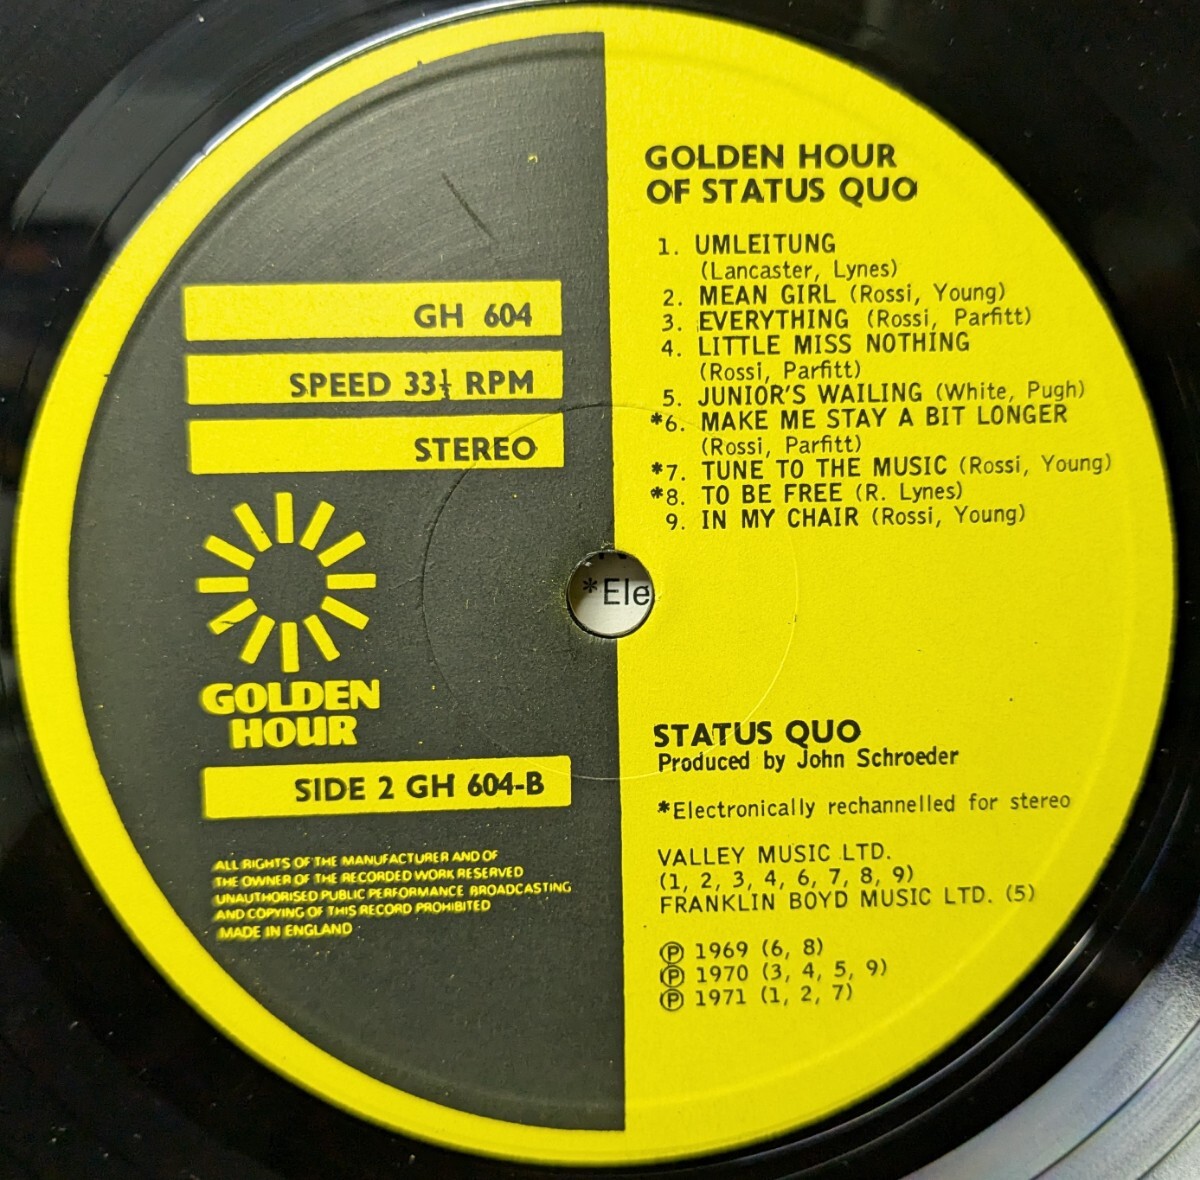 GOLDEN HOUR
OF STATUS QUO
1. UMLEITUNG
(Lancaster, Lynes)
2. MEAN GIRL (Rossi, Young)
3. EVERYTHING (Rossi, Parfitt)
4. LITTLE MISS NOTHING
(Rossi, Parfitt)
5. JUNIOR'S WAILING (White, Pugh)
*6. MAKE ME STAY A BIT LONGER
(Rossi, Parfitt)
*7. TUNE TO THE MUSIC (Rossi, Young)
*8. TO BE FREE (R. Lynes)
9. IN MY CHAIR (Rossi, Young)
GH 604
SPEED 33⅓ RPM
STEREO
GOLDEN
HOUR
SIDE 2 GH 604-B
ALL RIGHTS OF THE MANUFACTURER AND OF
THE OWNER OF THE RECORDED WORK RESERVED
UNAUTHORISED PUBLIC PERFORMANCE BROADCASTING
AND COPYING OF THIS RECORD PROHIBITED
MADE IN ENGLAND
*Ele
STATUS QUO
Produced by John Schroeder
*Electronically rechannelled for stereo
VALLEY MUSIC LTD.
(1, 2, 3, 4, 6, 7, 8, 9)
FRANKLIN BOYD MUSIC LTD. (5)
℗ 1969 (6, 8)
℗ 1970 (3, 4, 5, 9)
℗ 1971 (1, 2, 7)